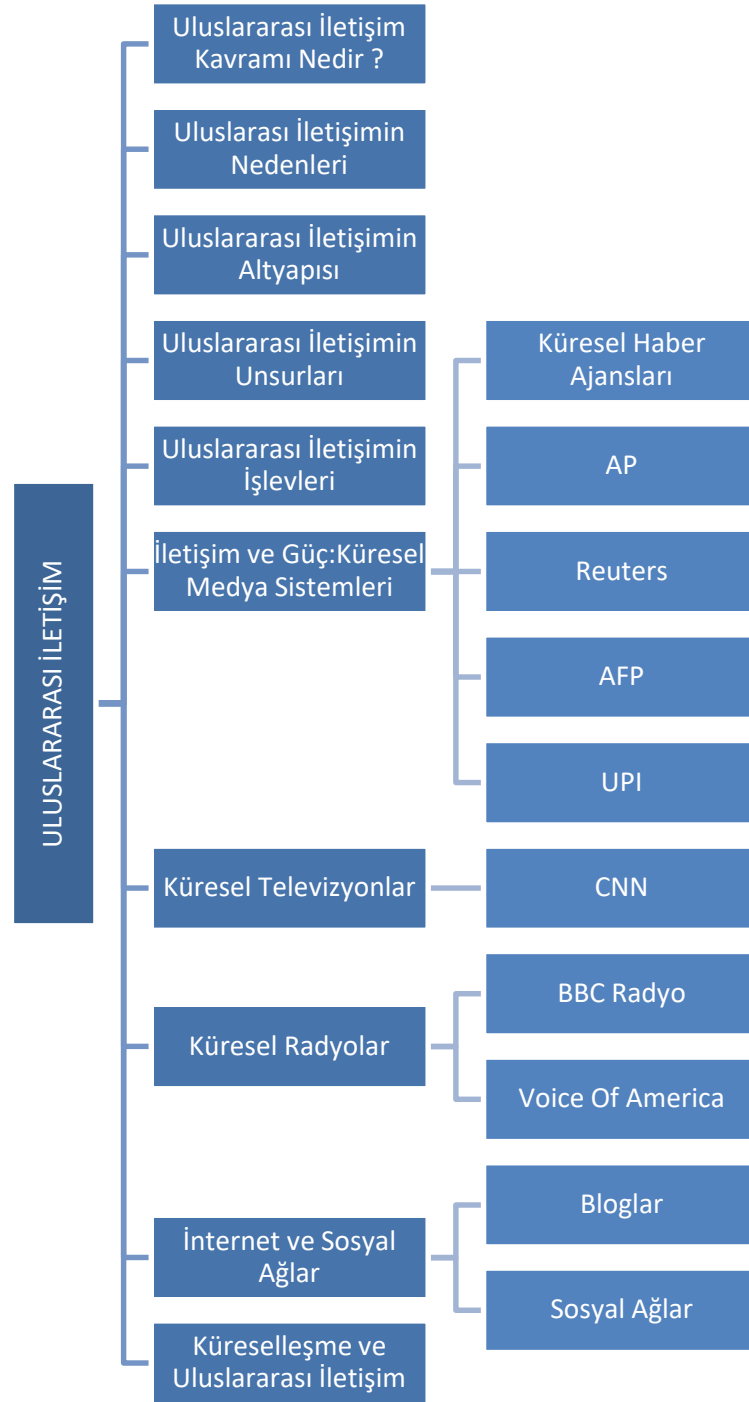 ULUSLARARASI İLETİŞİM
Uluslararası İletişim
Kavramı Nedir ?
Uluslarası İletişimin
Nedenleri
Uluslararası İletişimin
Altyapısı
Uluslararası İletişimin
Unsurları
Uluslararası İletişimin
İşlevleri
İletişim ve Güç:Küresel
Medya Sistemleri
Küresel Haber
Ajansları
AP
Reuters
AFP
UPI
Küresel Televizyonlar
CNN
Küresel Radyolar
BBC Radyo
Voice Of America
İnternet ve Sosyal
Ağlar
Bloglar
Sosyal Ağlar
Küreselleşme ve
Uluslararası İletişim